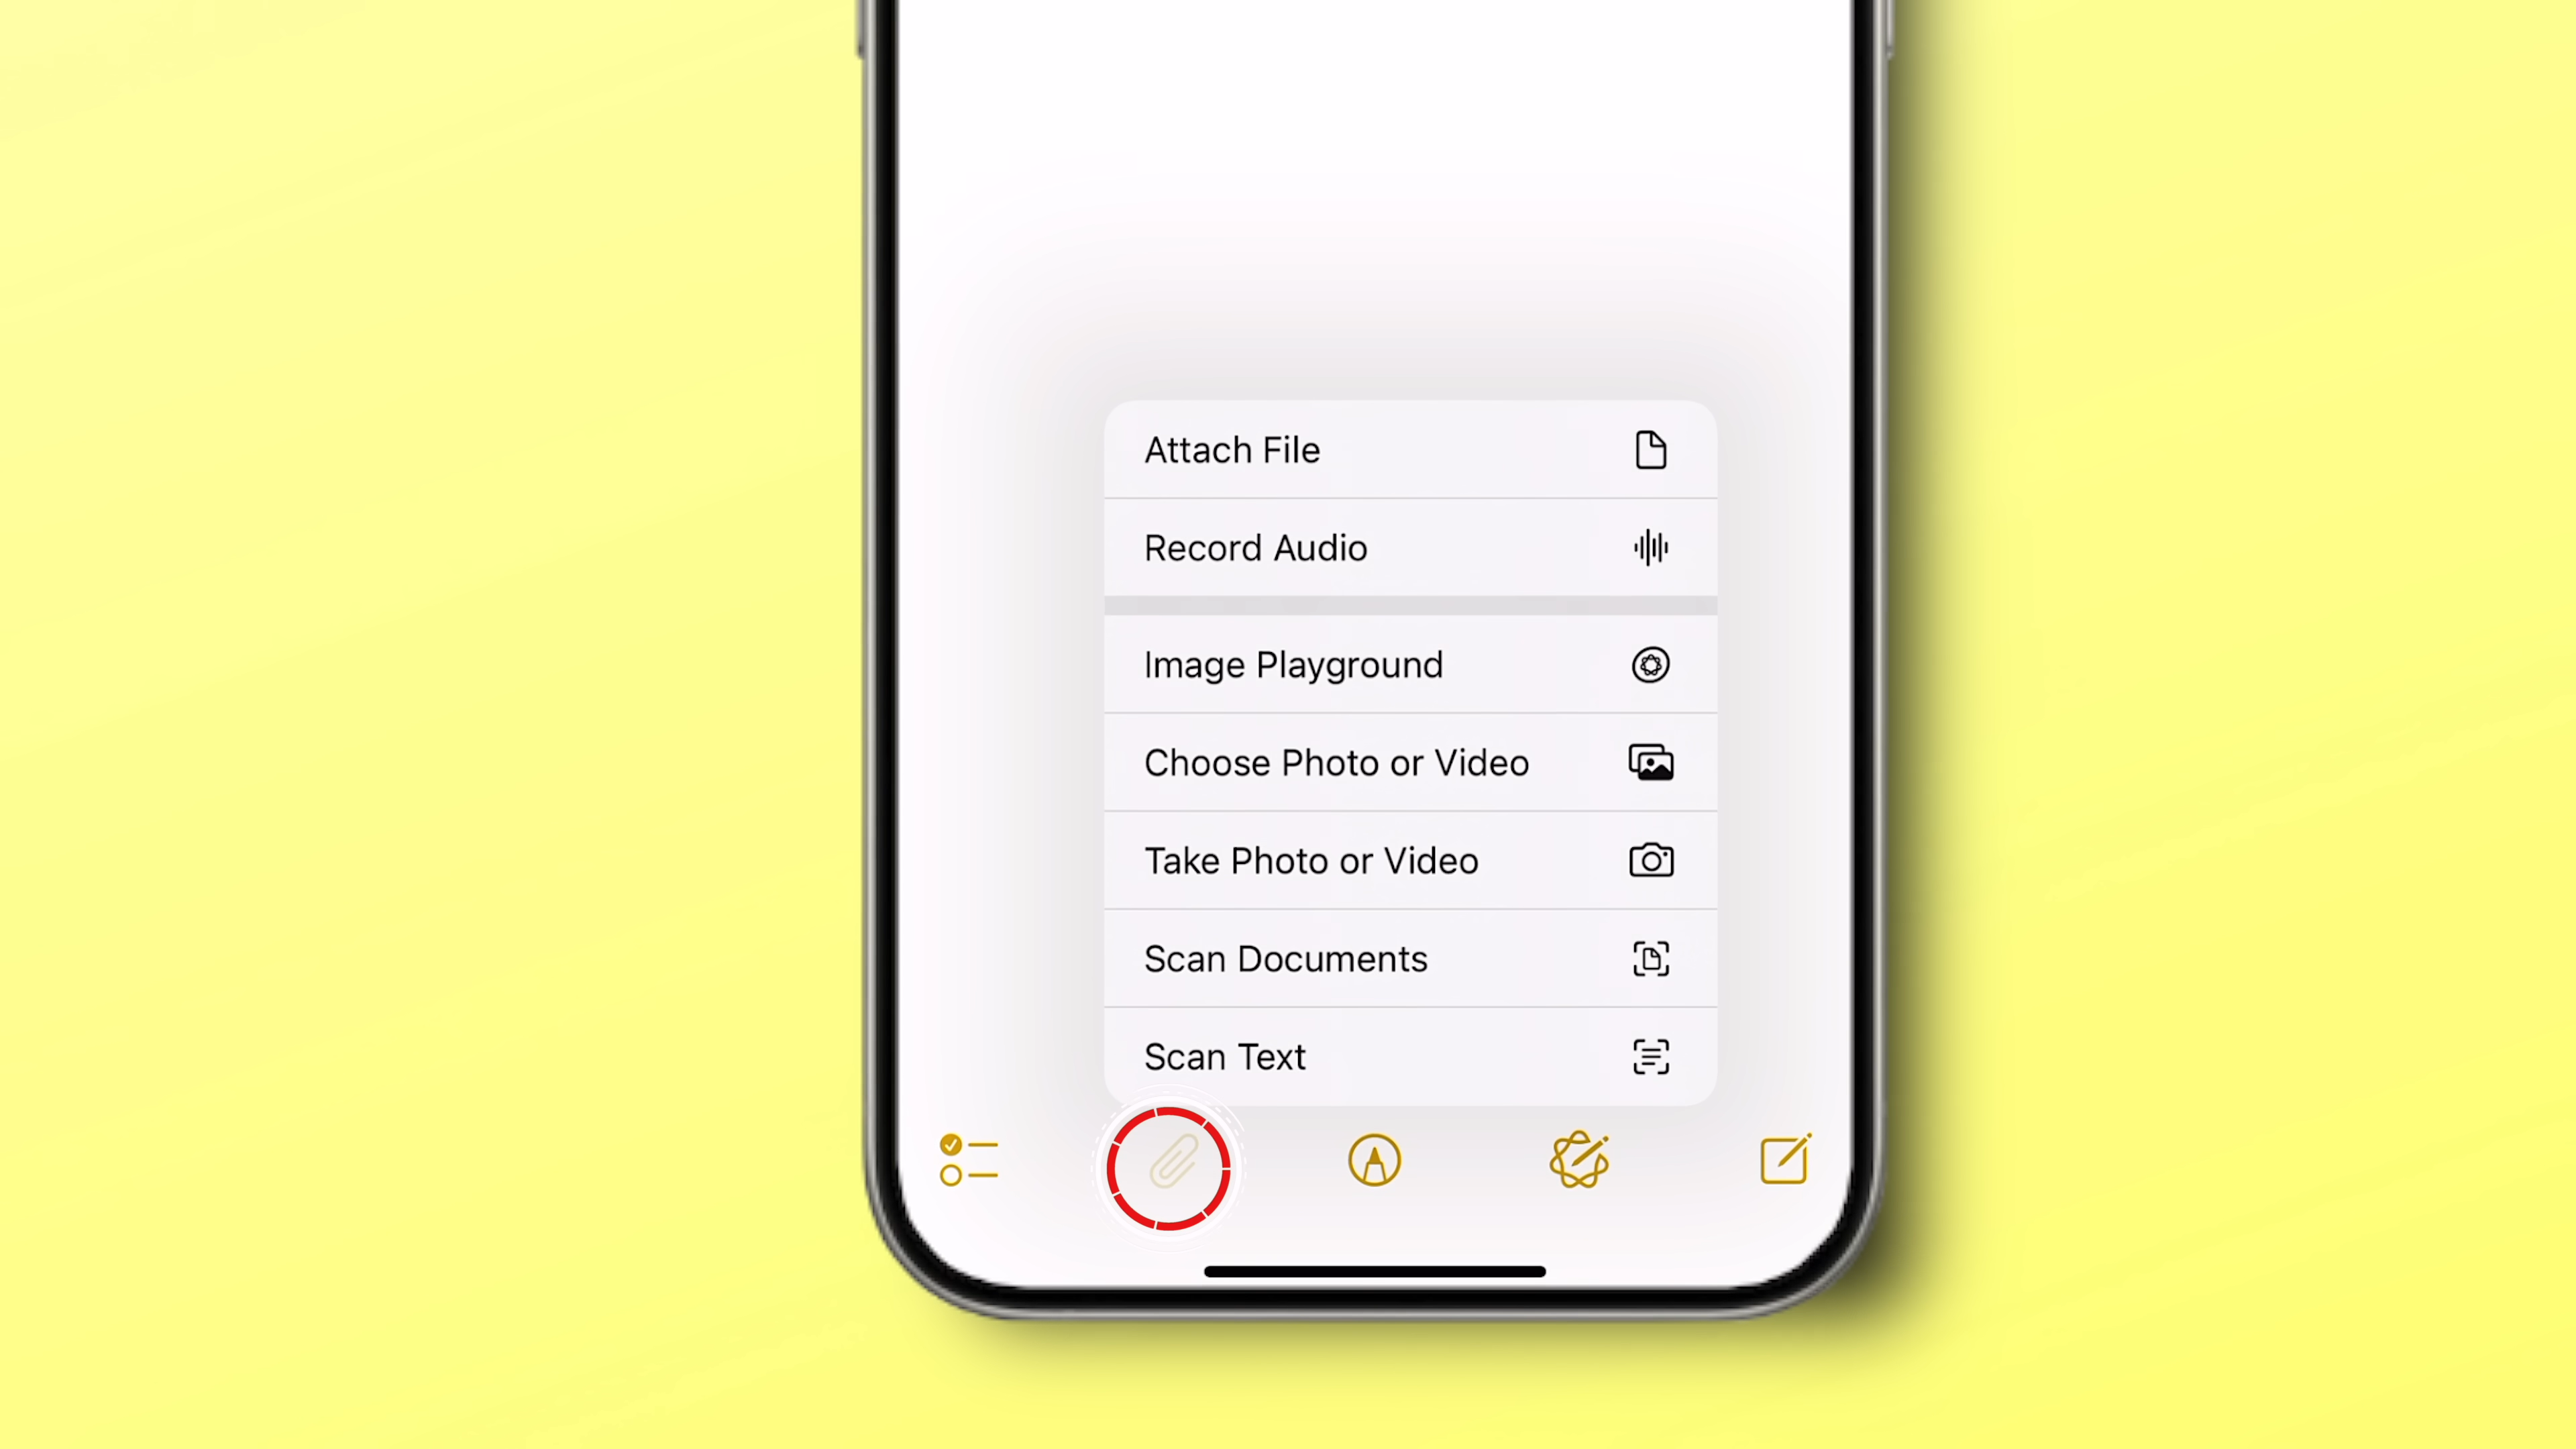 Attach File
Record Audio
Image Playground
Choose Photo or Video
Take Photo or Video
Scan Documents
Scan Text